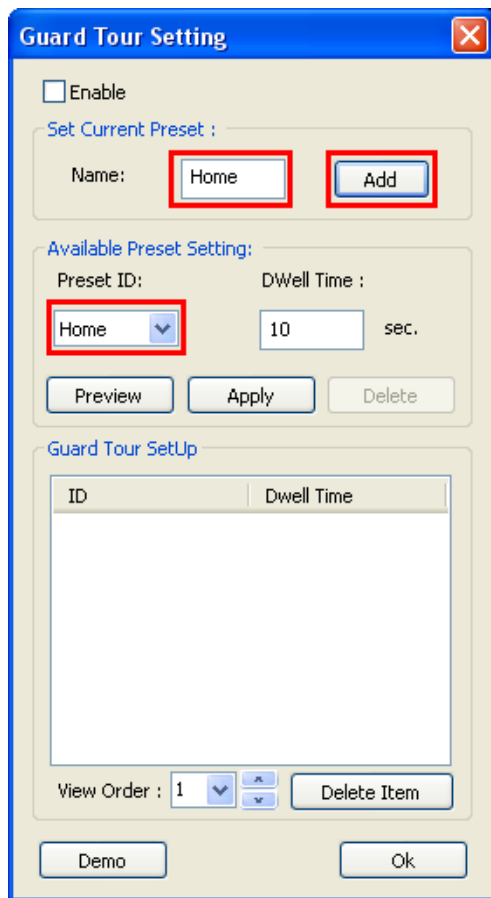 Guard Tour Setting
Enable
Set Current Preset :
Name: Home Add
Available Preset Setting:
Preset ID: DWell Time :
Home 10 sec.
Preview Apply Delete
Guard Tour SetUp
ID Dwell Time
View Order : 1 Delete Item
Demo Ok